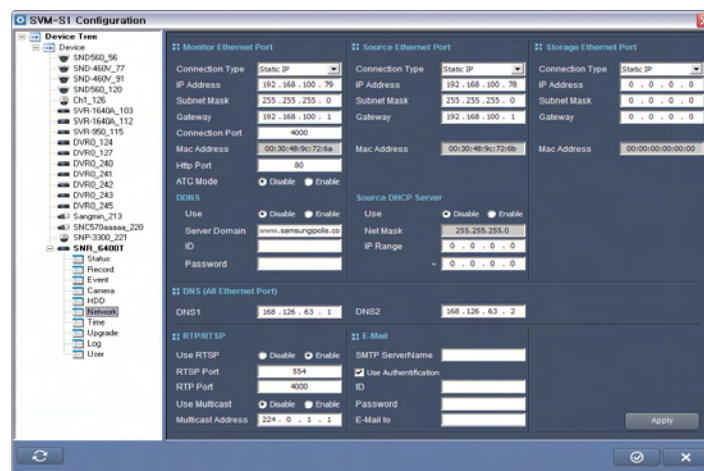 SVM-S1 Configuration
Device Tree
Device
SND560_56
SND-460V_77
SND-460V_91
SND560_120
Ch1_126
SVR-1640A_103
SVR-1640A_112
SVR-950_115
DVR0_124
DVR0_127
DVR0_240
DVR0_241
DVR0_242
DVR0_243
DVR0_245
Sangmin_213
SNC570aaaaa_220
SNP-3300_221
SNR_6400T
Status
Record
Event
Camera
HDD
Network
Time
Upgrade
Log
User
Monitor Ethernet Port
Connection Type Static IP
IP Address 192 . 168 . 100 . 79
Subnet Mask 255 . 255 . 255 . 0
Gateway 192 . 168 . 100 . 1
Connection Port 4000
Mac Address 00:30:48:9c:72:6a
Http Port 80
ATC Mode Disable Enable
DDNS
Use Disable Enable
Server Domain www.samsungipolis.co
ID
Password
Source Ethernet Port
Connection Type Static IP
IP Address 192 . 168 . 100 . 78
Subnet Mask 255 . 255 . 255 . 0
Gateway 192 . 168 . 100 . 1
Mac Address 00:30:48:9c:72:6b
Source DHCP Server
Use Disable Enable
Net Mask 255.255.255.0
IP Range 0 . 0 . 0 . 0
~ 0 . 0 . 0 . 0
Storage Ethernet Port
Connection Type Static IP
IP Address 0 . 0 . 0 . 0
Subnet Mask 0 . 0 . 0 . 0
Gateway 0 . 0 . 0 . 0
Mac Address 00:00:00:00:00:00
DNS (All Ethernet Port)
DNS1 168 . 126 . 63 . 1 DNS2 168 . 126 . 63 . 2
RTP/RTSP
Use RTSP Disable Enable
RTSP Port 554
RTP Port 4000
Use Multicast Disable Enable
Multicast Address 224 . 0 . 1 . 1
E-Mail
SMTP ServerName
Use Authentification
ID
Password
E-Mail to
Apply